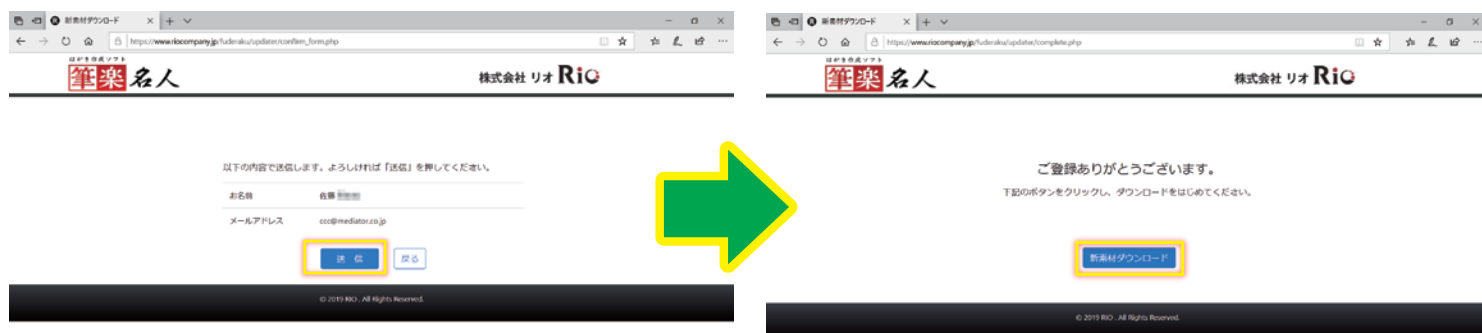 新素材ダウンロード
https://www.riocompany.jp/fuderaku/updater/confirm_form.php
はがき作成ソフト
筆楽名人
株式会社 リオ RiO
以下の内容で送信します。よろしければ「送信」を押してください。
お名前 佐藤
メールアドレス ccc@mediator.co.jp
送 信 戻る
© 2019 RIO . All Rights Reserved.
新素材ダウンロード
https://www.riocompany.jp/fuderaku/updater/complete.php
はがき作成ソフト
筆楽名人
株式会社 リオ RiO
ご登録ありがとうございます。
下記のボタンをクリックし、ダウンロードをはじめてください。
新素材ダウンロード
© 2019 RIO . All Rights Reserved.